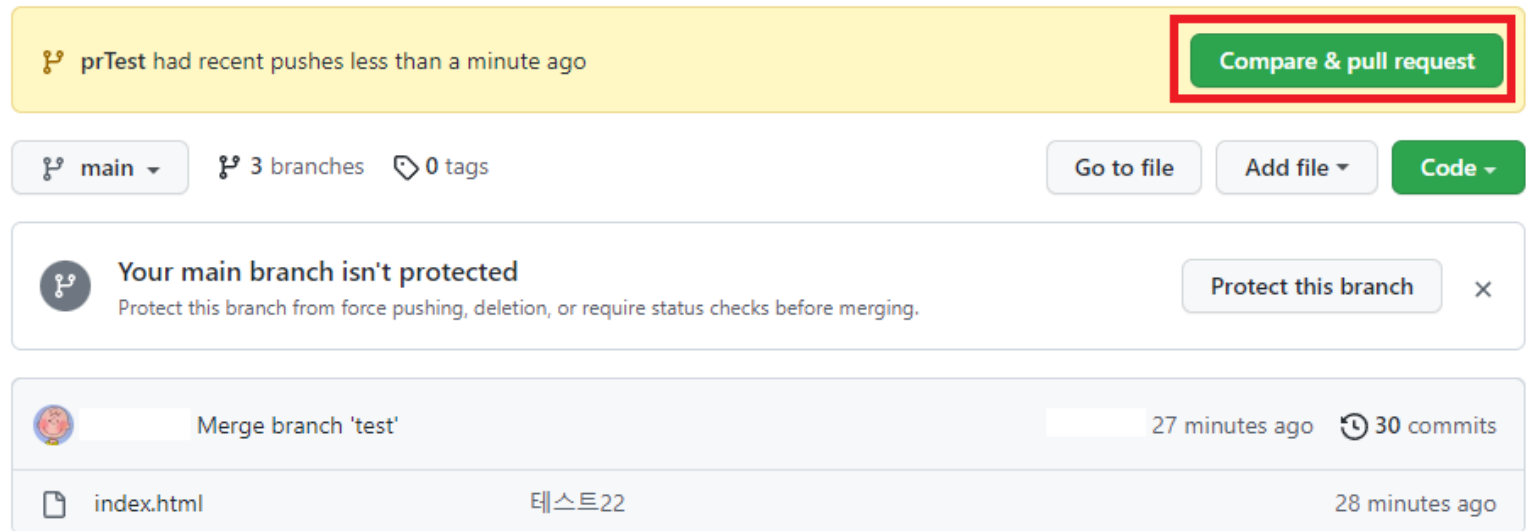 prTest had recent pushes less than a minute ago Compare & pull request
main 3 branches 0 tags Go to file Add file Code
Your main branch isn't protected
Protect this branch from force pushing, deletion, or require status checks before merging.
Protect this branch
Merge branch 'test' 27 minutes ago 30 commits
index.html 테스트22 28 minutes ago